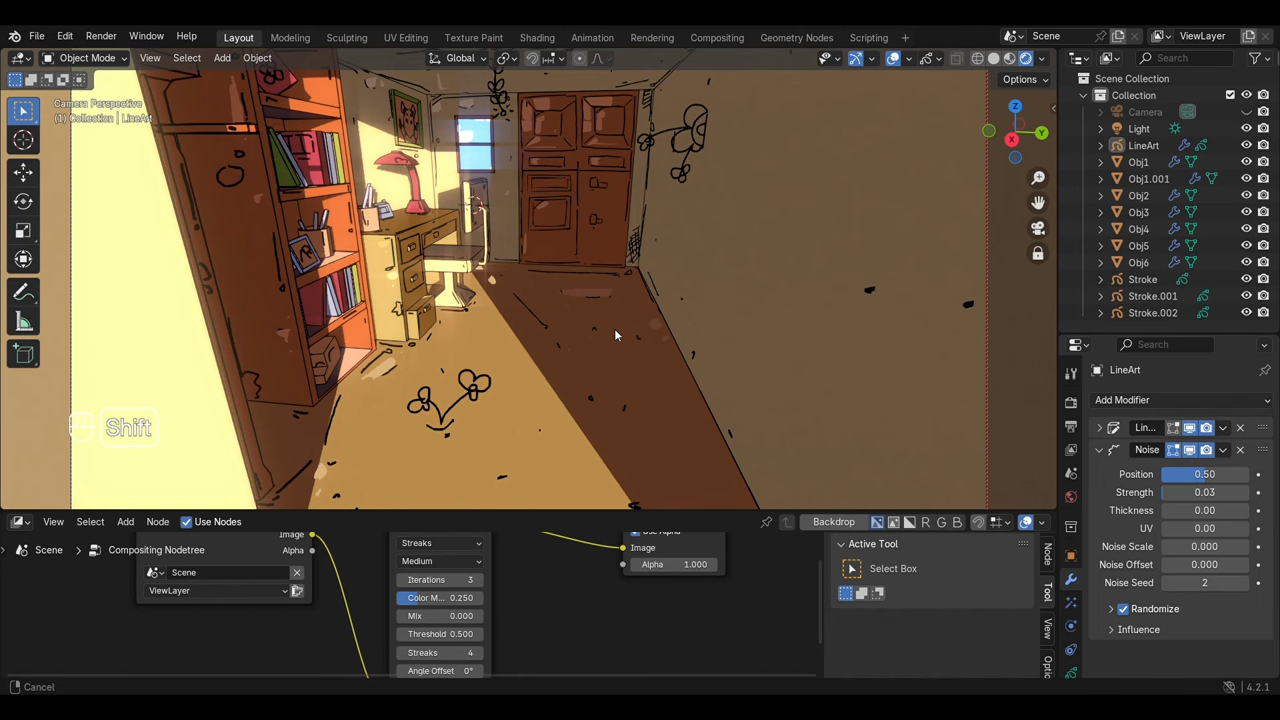 File Edit Render Window Help Layout Modeling Sculpting UV Editing Texture Paint Shading Animation Rendering Compositing Geometry Nodes Scripting + Scene ViewLayer
Object Mode View Select Add Object Global Search
Options
Camera Perspective
(1) Collection | LineArt
Z
Y
X
Scene Collection
Collection
Camera
Light
LineArt
Obj1
Obj1.001
Obj2
Obj3
Obj4
Obj5
Obj6
Stroke
Stroke.001
Stroke.002
Search
LineArt
Add Modifier
Lin...
Noise
Position 0.50
Strength 0.03
Thickness 0.00
UV 0.00
Noise Scale 0.000
Noise Offset 0.000
Noise Seed 2
Randomize
Influence
Shift
View Select Add Node Use Nodes Backdrop R G B
Scene Compositing Nodetree
Image
Alpha
Scene
ViewLayer
Streaks
Medium
Iterations 3
Color M... 0.250
Mix 0.000
Threshold 0.500
Streaks 4
Angle Offset 0°
Use Alpha
Image
Alpha 1.000
Active Tool
Select Box
Node
Tool
View
Optic
Cancel
4.2.1